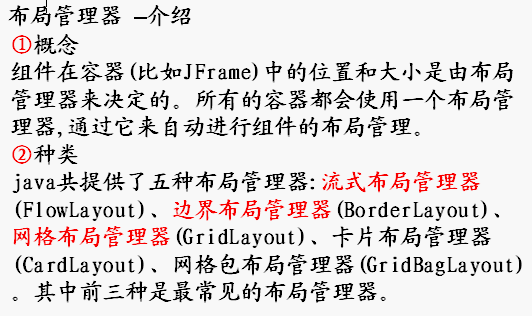 布局管理器 —介绍
①概念
组件在容器(比如JFrame)中的位置和大小是由布局
管理器来决定的。所有的容器都会使用一个布局管
理器,通过它来自动进行组件的布局管理。
②种类
java共提供了五种布局管理器:流式布局管理器
(FlowLayout)、边界布局管理器(BorderLayout)、
网格布局管理器(GridLayout)、卡片布局管理器
(CardLayout)、网格包布局管理器(GridBagLayout)
。其中前三种是最常见的布局管理器。